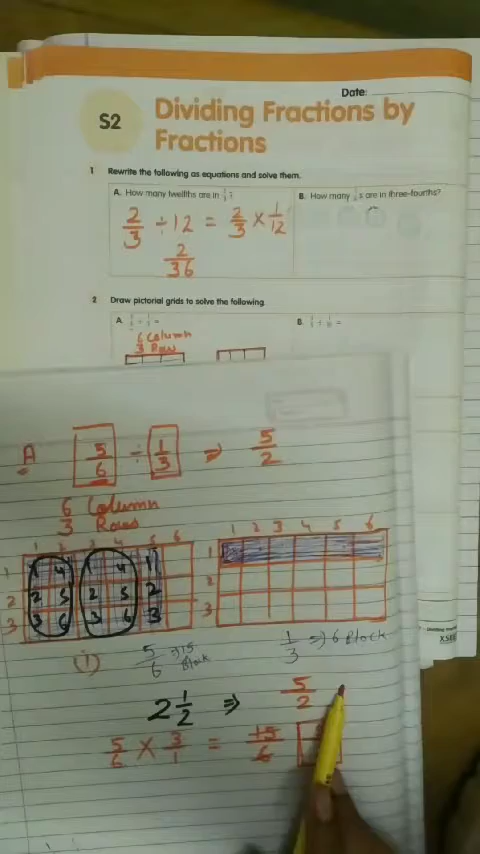 Date:
S2
Dividing Fractions by
Fractions
1 Rewrite the following as equations and solve them.
A. How many twelfths are in 2/3?
B. How many s are in three-fourths?
2/3 ÷ 12 = 2/3 × 1/12
2/36
2 Draw pictorial grids to solve the following.
A.
B.
6 Column
3 Row
A 5/6 ÷ 1/3 ⇒ 5/2
6 Column
3 Rows
1 2 3 4 5 6
1 2 3 4 5 6
1 4 4 1
2 2 5 2 5 2
3 3 6 3 6 3
1
2
3
(i) 5/6 ⇒ 15 Block
1/3 ⇒ 6 Block
2 1/2 ⇒ 5/2
5/6 × 3/1 = 15/6